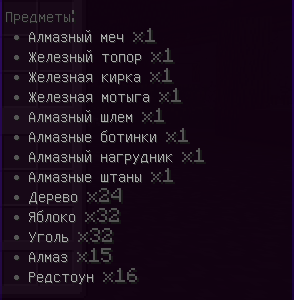 Предметы:
• Алмазный меч x1
• Железный топор x1
• Железная кирка x1
• Железная мотыга x1
• Алмазный шлем x1
• Алмазные ботинки x1
• Алмазный нагрудник x1
• Алмазные штаны x1
• Дерево x24
• Яблоко x32
• Уголь x32
• Алмаз x15
• Редстоун x16